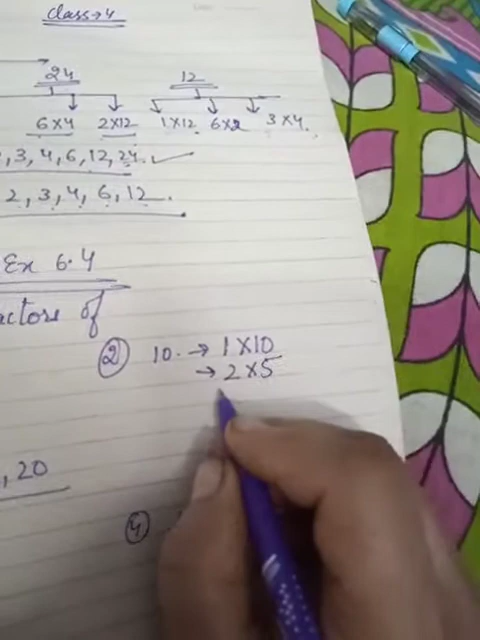 Class → 4
24 12
6×4 2×12 1×12 6×2 3×4
, 3, 4, 6, 12, 24.
2, 3, 4, 6, 12.
Ex 6.4
actors of
② 10. → 1×10
→ 2×5
, 20
④